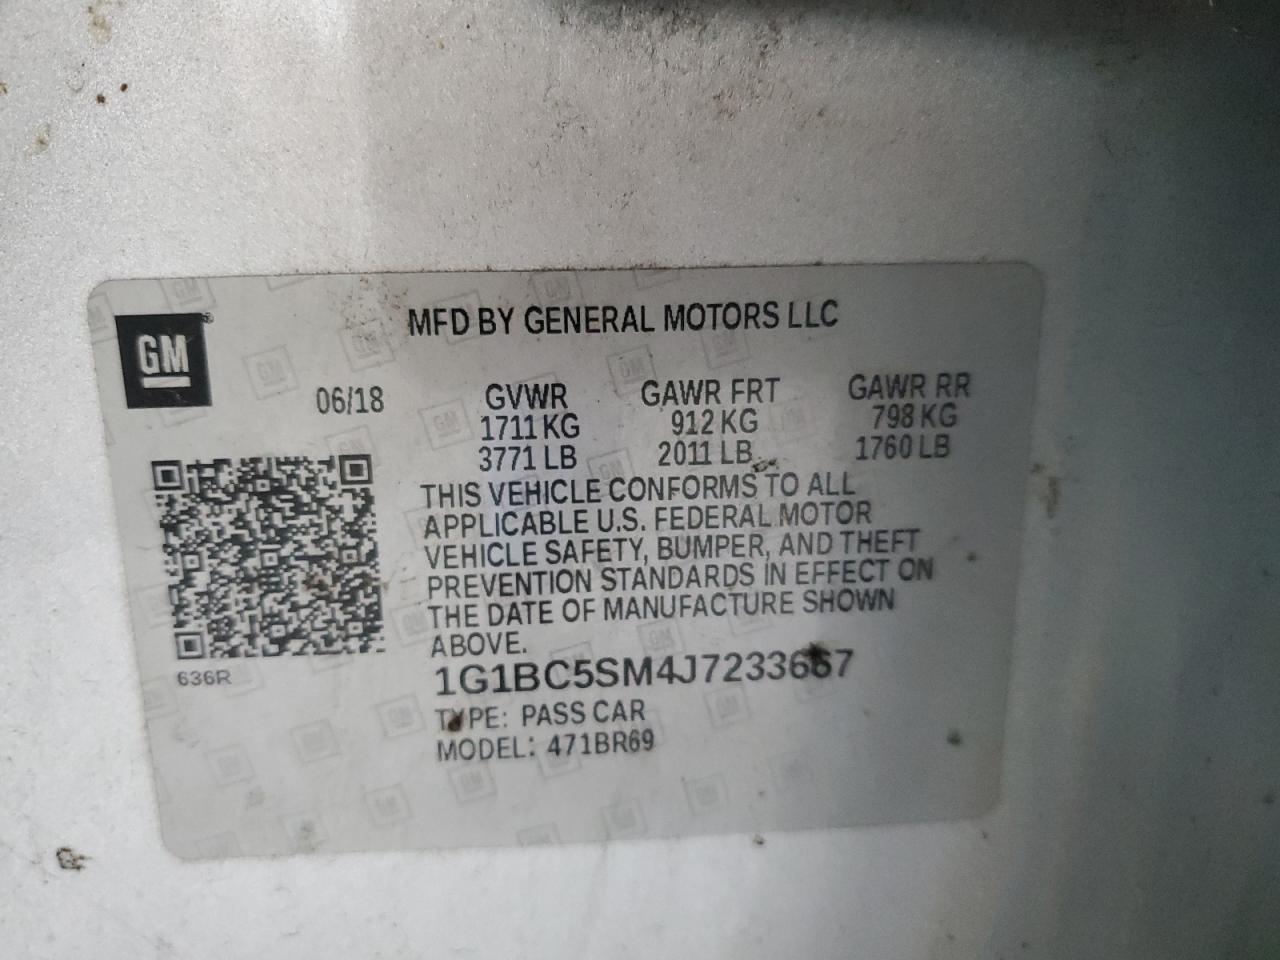 GM
®
MFD BY GENERAL MOTORS LLC
06/18 GVWR GAWR FRT GAWR RR
1711 KG 912 KG 798 KG
3771 LB 2011 LB 1760 LB
THIS VEHICLE CONFORMS TO ALL
APPLICABLE U.S. FEDERAL MOTOR
VEHICLE SAFETY, BUMPER, AND THEFT
PREVENTION STANDARDS IN EFFECT ON
THE DATE OF MANUFACTURE SHOWN
ABOVE.
636R
1G1BC5SM4J7233667
TYPE: PASS CAR
MODEL: 471BR69